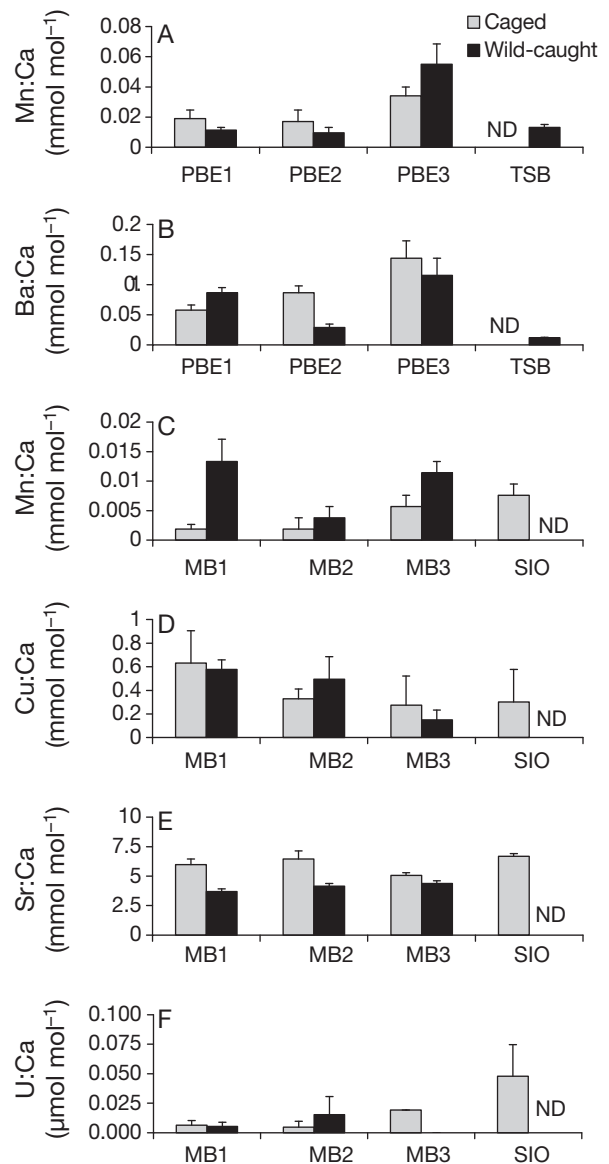 Caged
Wild-caught
A
Mn:Ca
(mmol mol⁻¹)
0.08
0.06
0.04
0.02
0
ND
PBE1 PBE2 PBE3 TSB
B
Ba:Ca
(mmol mol⁻¹)
0.2
0.15
0.1
0.05
0
ND
PBE1 PBE2 PBE3 TSB
C
Mn:Ca
(mmol mol⁻¹)
0.02
0.015
0.01
0.005
0
ND
MB1 MB2 MB3 SIO
D
Cu:Ca
(mmol mol⁻¹)
1
0.8
0.6
0.4
0.2
0
ND
MB1 MB2 MB3 SIO
E
Sr:Ca
(mmol mol⁻¹)
10
7.5
5
2.5
0
ND
MB1 MB2 MB3 SIO
F
U:Ca
(µmol mol⁻¹)
0.100
0.075
0.050
0.025
0.000
ND
MB1 MB2 MB3 SIO